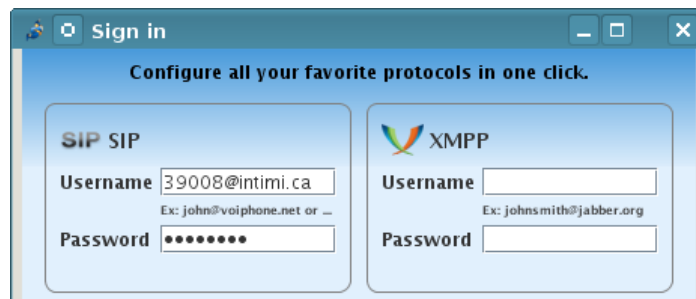 Sign in
Configure all your favorite protocols in one click.
SIP SIP
Username 39008@intimi.ca
Ex: john@voiphone.net or ...
Password ●●●●●●●●
XMPP
Username
Ex: johnsmith@jabber.org
Password